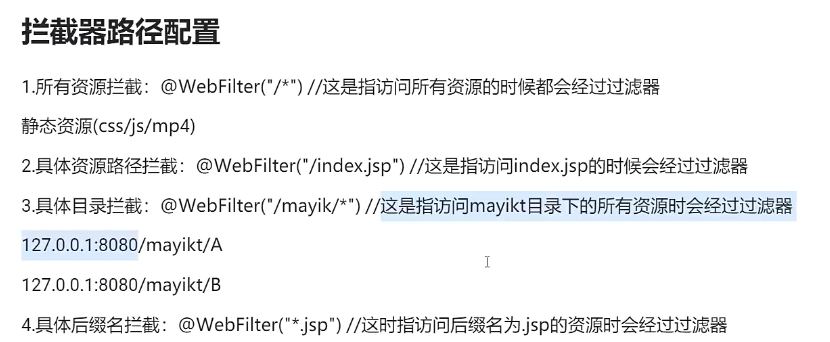 拦截器路径配置
1.所有资源拦截：@WebFilter("/*") //这是指访问所有资源的时候都会经过过滤器
静态资源(css/js/mp4)
2.具体资源路径拦截：@WebFilter("/index.jsp") //这是指访问index.jsp的时候会经过过滤器
3.具体目录拦截：@WebFilter("/mayik/*") //这是指访问mayikt目录下的所有资源时会经过过滤器
127.0.0.1:8080/mayikt/A
127.0.0.1:8080/mayikt/B
4.具体后缀名拦截：@WebFilter("*.jsp") //这时指访问后缀名为.jsp的资源时会经过过滤器